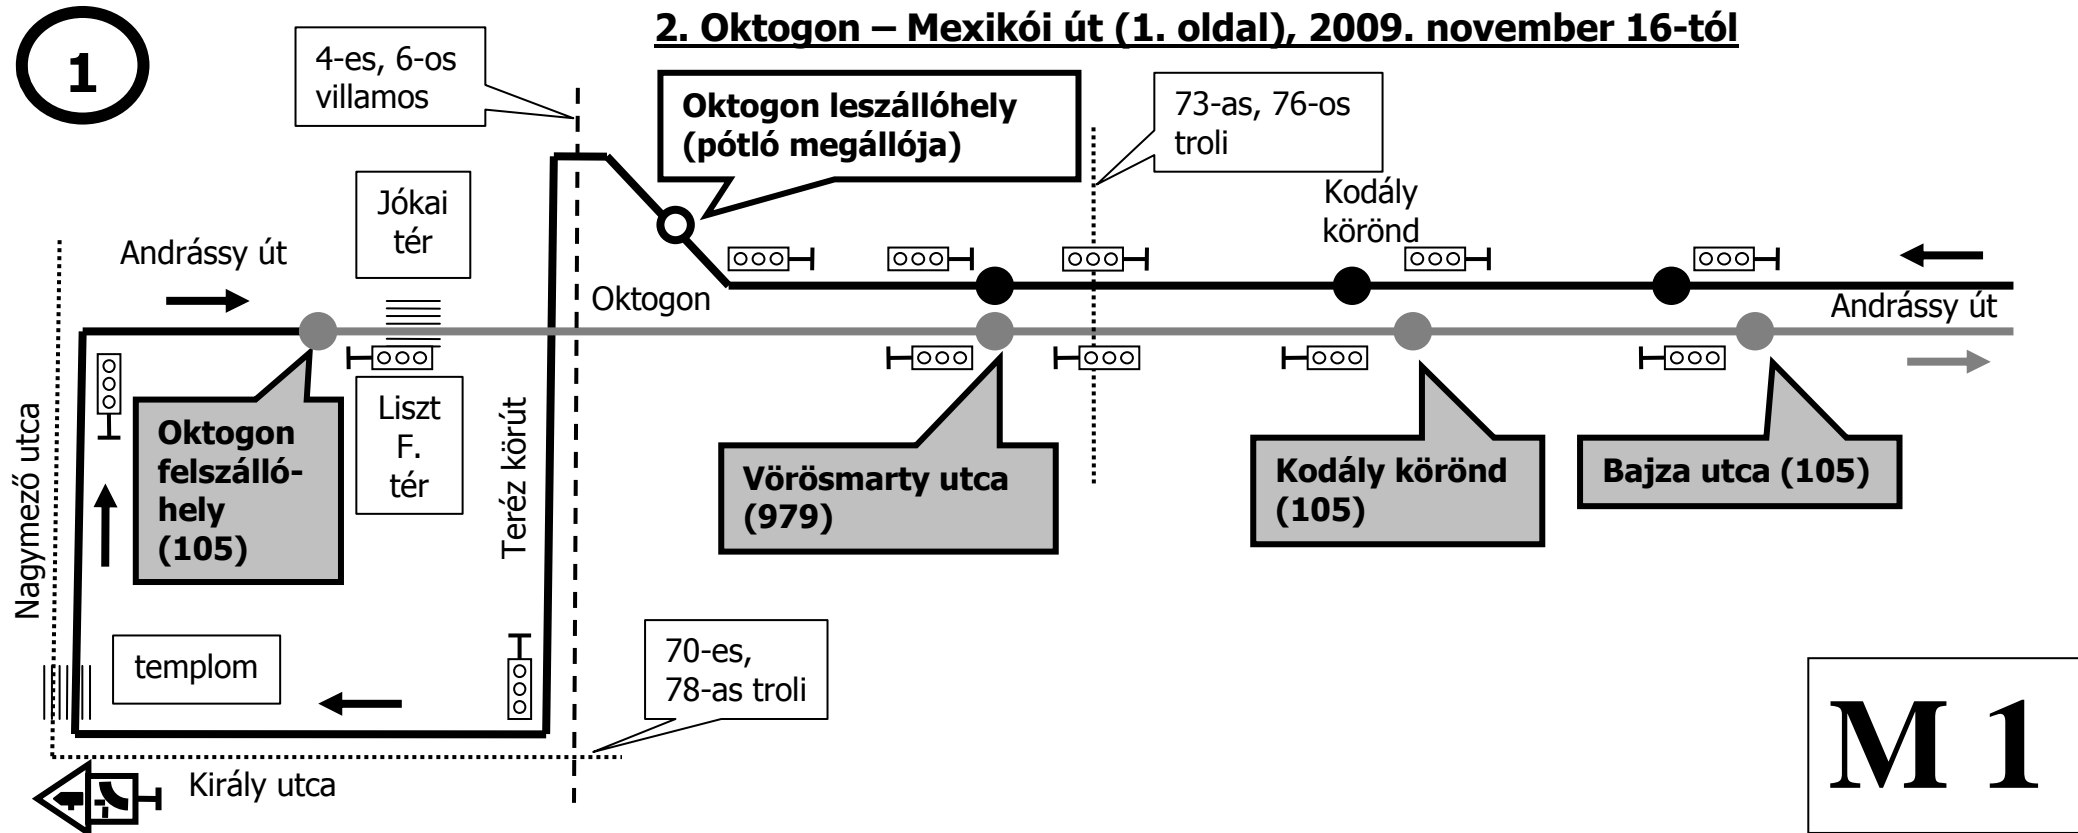 1
2. Oktogon – Mexikói út (1. oldal), 2009. november 16-tól
4-es, 6-os
villamos
Oktogon leszállóhely
(pótló megállója)
73-as, 76-os
troli
Jókai
tér
Kodály
körönd
Andrássy út
Oktogon
Andrássy út
Nagymező utca
Oktogon
felszálló-
hely
(105)
Liszt
F.
tér
Teréz körút
Vörösmarty utca
(979)
Kodály körönd
(105)
Bajza utca (105)
templom
70-es,
78-as troli
Király utca
M 1